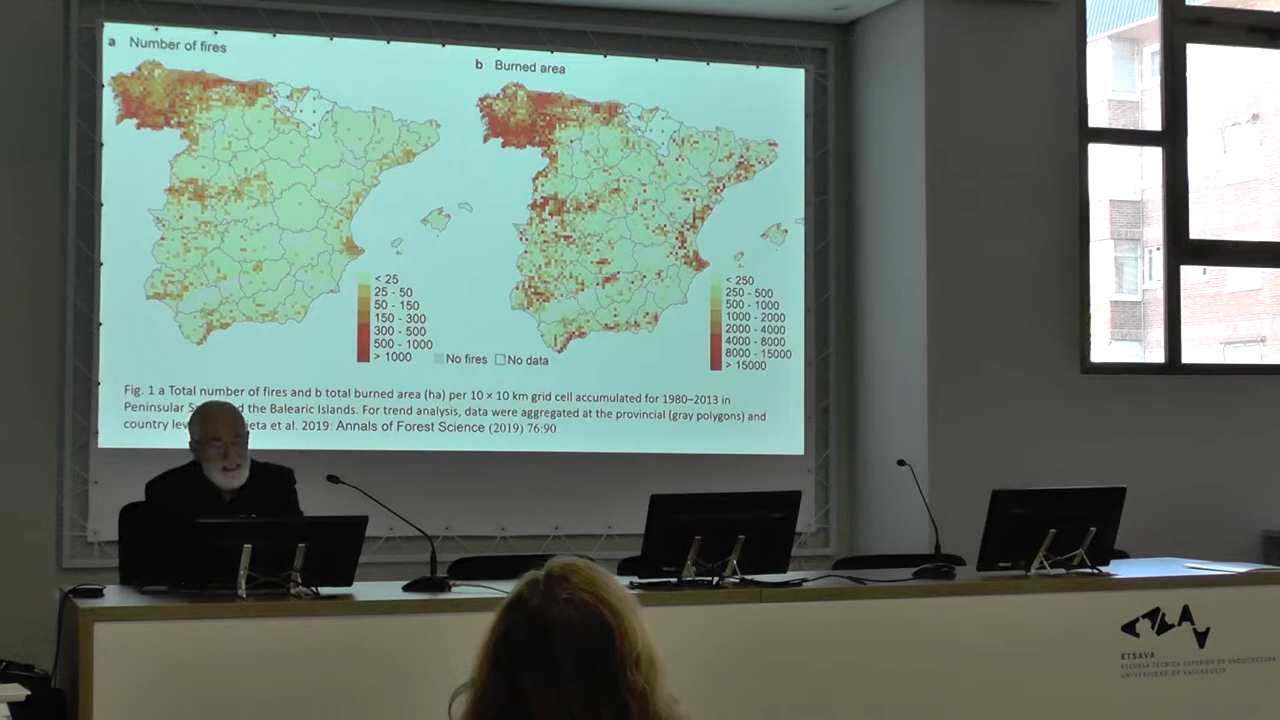 a Number of fires
b Burned area
< 25
25 - 50
50 - 150
150 - 300
300 - 500
500 - 1000
> 1000
No fires
No data
< 250
250 - 500
500 - 1000
1000 - 2000
2000 - 4000
4000 - 8000
8000 - 15000
> 15000
Fig. 1 a Total number of fires and b total burned area (ha) per 10 × 10 km grid cell accumulated for 1980–2013 in
Peninsular the Balearic Islands. For trend analysis, data were aggregated at the provincial (gray polygons) and
country et al. 2019: Annals of Forest Science (2019) 76:90
ETSAVA
ESCUELA TÉCNICA SUPERIOR DE ARQUITECTURA
UNIVERSIDAD DE VALLADOLID